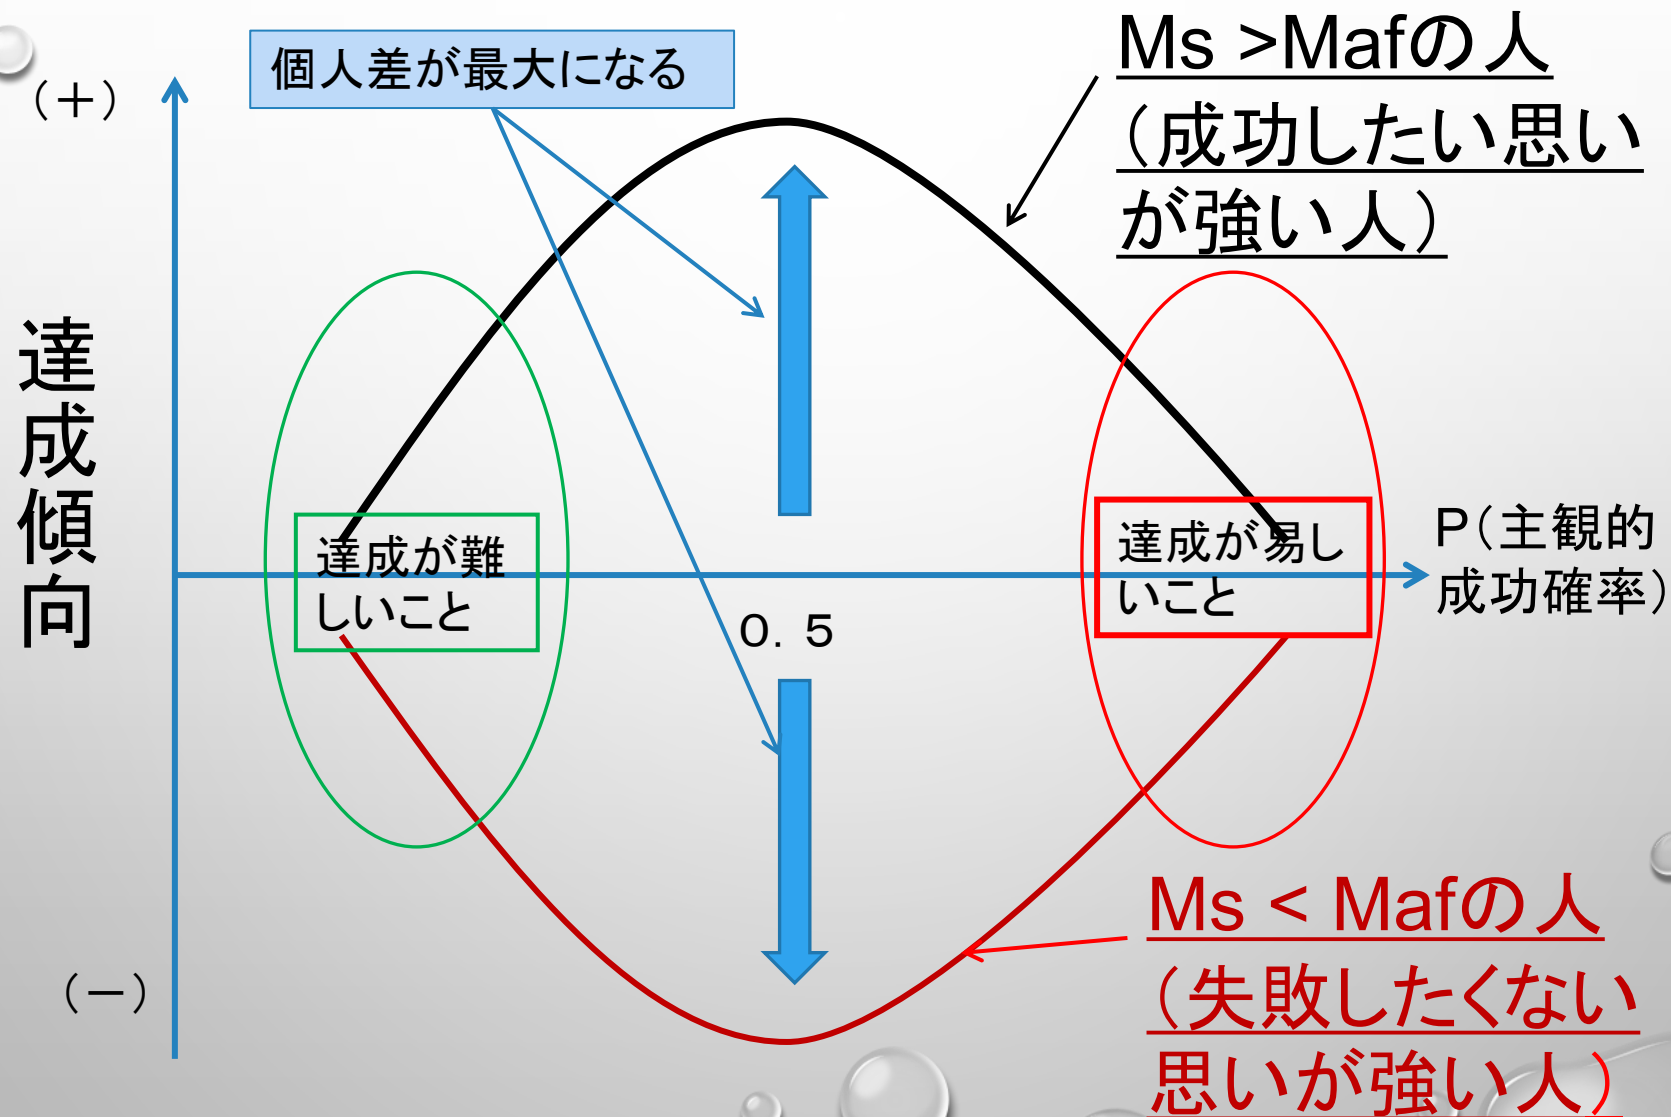 個人差が最大になる
Ms >Mafの人
（成功したい思い
が強い人）
（＋）
達成傾向
達成が難
しいこと
達成が易し
いこと
P（主観的
成功確率）
０．５
（－）
Ms < Mafの人
（失敗したくない
思いが強い人）